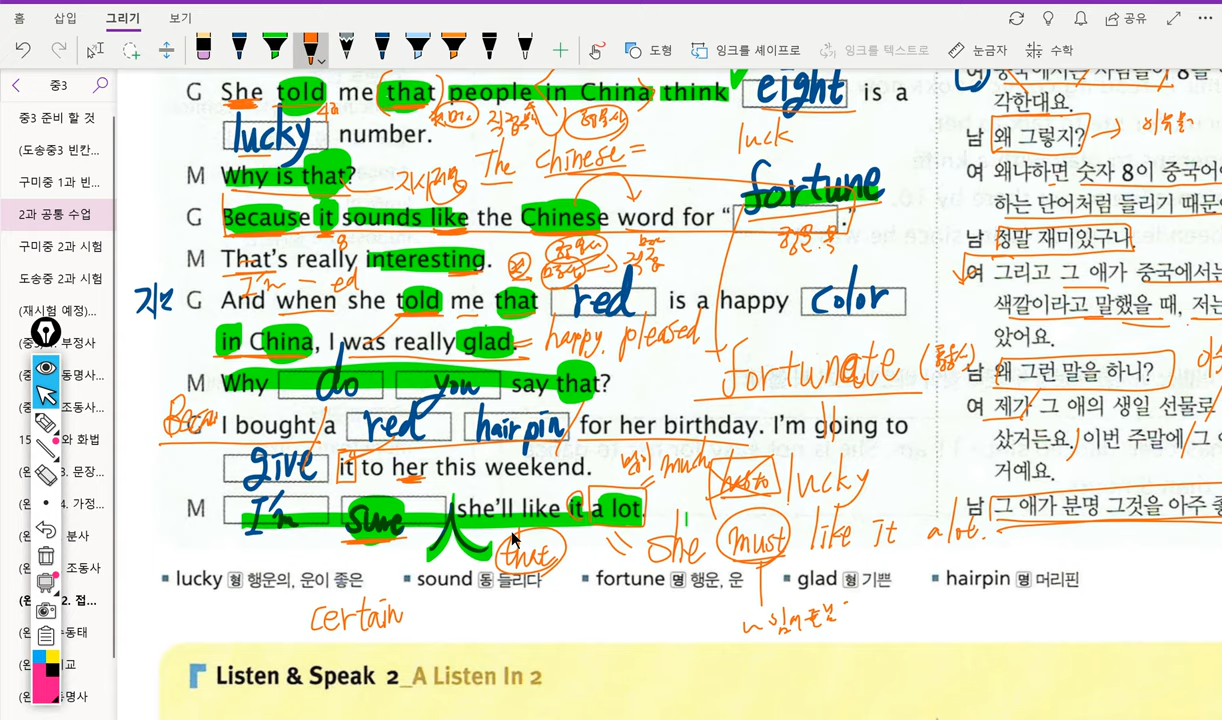 홈 삽입 그리기 보기
공유
도형 잉크를 셰이프로 잉크를 텍스트로 눈금자 수학
중3
중3 준비 할 것
(도송중3 빈칸...
구미중 1과 빈...
2과 공통 수업
구미중 2과 시험
도송중 2과 시험
(재시험 예정)...
G She told me that people in China think eight is a
lucky number.
luck
The chinese =
M Why is that?
G Because it sounds like the Chinese word for "fortune."
M That's really interesting.
I'm - ed
지문 G And when she told me that red is a happy color
in China, I was really glad. = happy, pleased
fortunate
M Why do you say that?
G I bought a red hairpin for her birthday. I'm going to
give it to her this weekend.
much
lucky
M I'm sure she'll like it a lot.
that
= She must like it a lot.
certain
각한대요.
남 왜 그렇지?
여 왜냐하면 숫자 8이 중국어에
하는 단어처럼 들리기 때문
남 정말 재미있구나.
여 그리고 그 애가 중국에서는
색깔이라고 말했을 때, 저는
았어요.
남 왜 그런 말을 하니?
여 제가 그 애의 생일 선물로
샀거든요. 이번 주말에 그
거예요.
남 그 애가 분명 그것을 아주 좋
lucky 형 행운의, 운이 좋은 sound 동 들리다 fortune 명 행운, 운 glad 형 기쁜 hairpin 명 머리핀
Listen & Speak 2_A Listen In 2